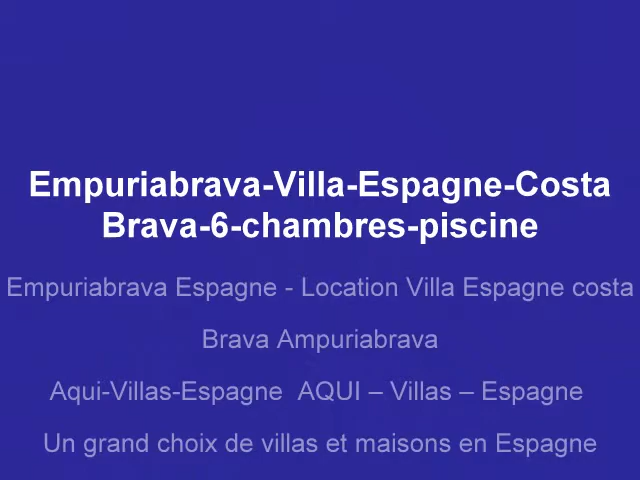 Empuriabrava-Villa-Espagne-Costa
Brava-6-chambres-piscine
Empuriabrava Espagne - Location Villa Espagne costa
Brava Ampuriabrava
Aqui-Villas-Espagne  AQUI – Villas – Espagne
Un grand choix de villas et maisons en Espagne